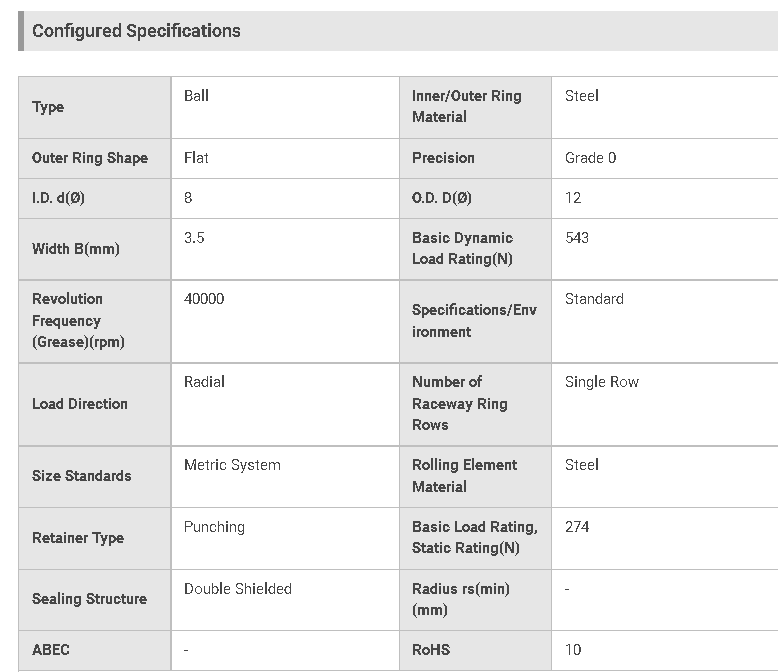 Configured Specifications
Type
Ball
Inner/Outer Ring
Material
Steel
Outer Ring Shape
Flat
Precision
Grade 0
I.D. d(Ø)
8
O.D. D(Ø)
12
Width B(mm)
3.5
Basic Dynamic
Load Rating(N)
543
Revolution
Frequency
(Grease)(rpm)
40000
Specifications/Env
ironment
Standard
Load Direction
Radial
Number of
Raceway Ring
Rows
Single Row
Size Standards
Metric System
Rolling Element
Material
Steel
Retainer Type
Punching
Basic Load Rating,
Static Rating(N)
274
Sealing Structure
Double Shielded
Radius rs(min)
(mm)
-
ABEC
-
RoHS
10